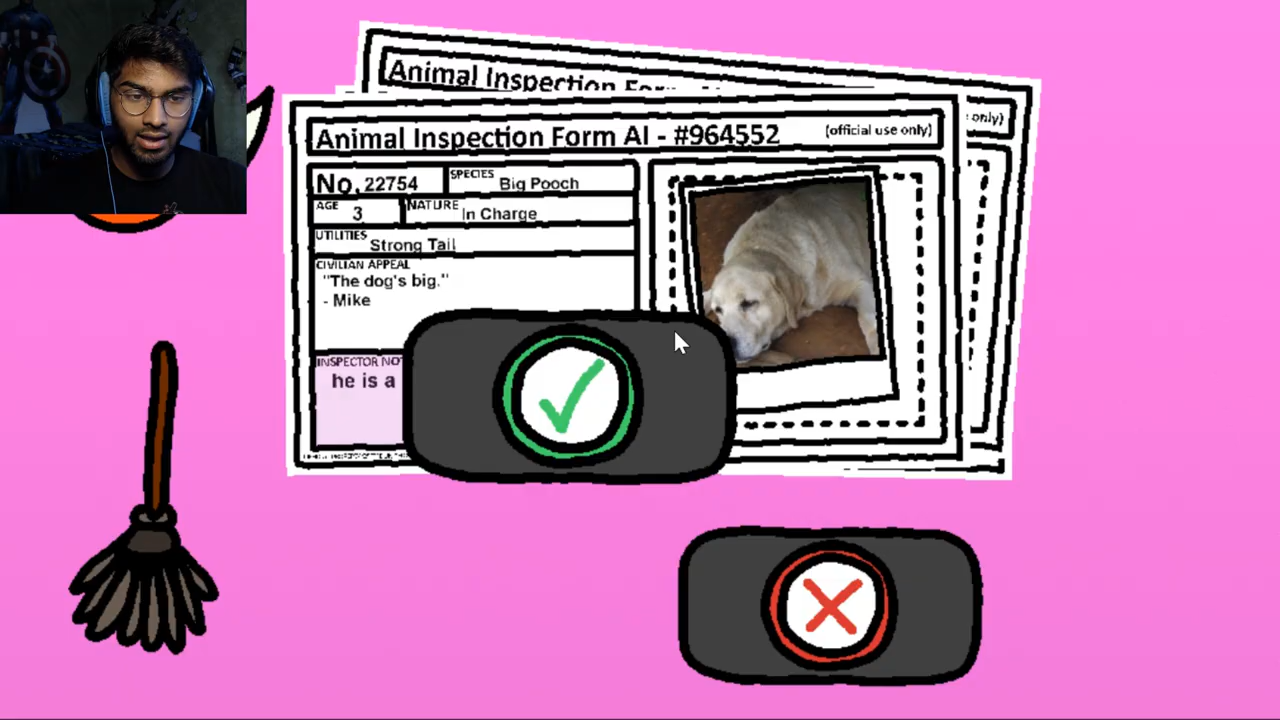 Animal Inspection
only)
Animal Inspection Form AI - #964552 (official use only)
No. 22754 SPECIES Big Pooch
AGE 3 NATURE In Charge
UTILITIES Strong Tail
CIVILIAN APPEAL
"The dog's big."
- Mike
INSPECTOR
he is a